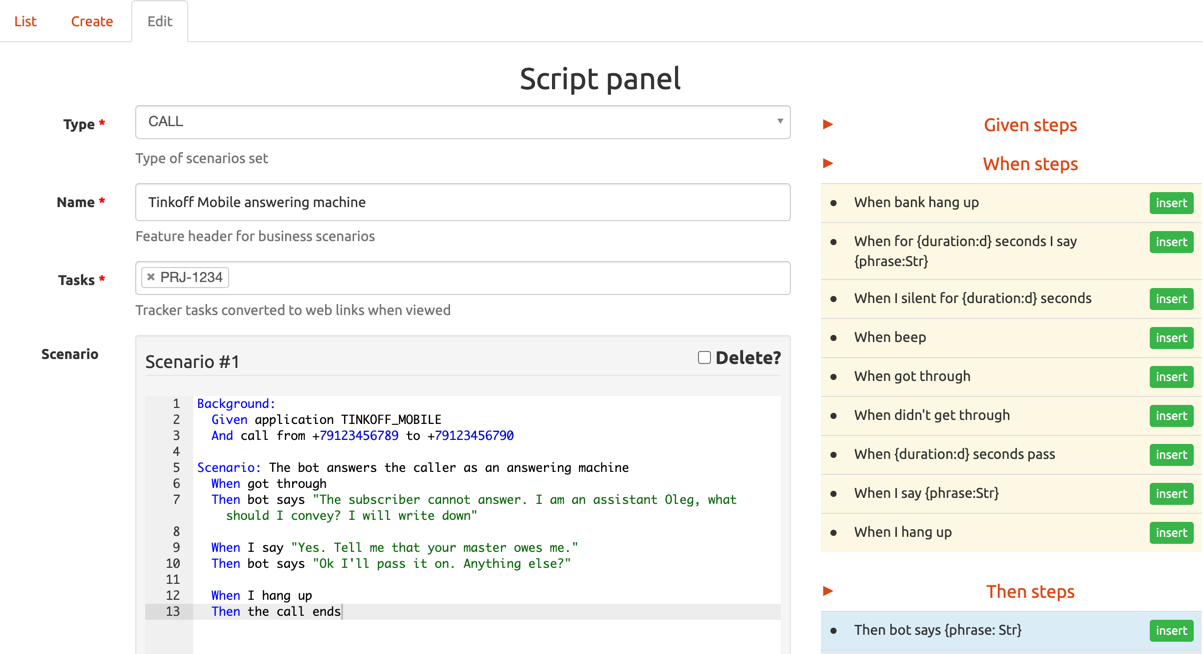 List Create Edit
Script panel
Type *
CALL
Type of scenarios set
Name *
Tinkoff Mobile answering machine
Feature header for business scenarios
Tasks *
× PRJ-1234
Tracker tasks converted to web links when viewed
Scenario
Scenario #1
Delete?
1 Background:
2 Given application TINKOFF_MOBILE
3 And call from +79123456789 to +79123456790
4
5 Scenario: The bot answers the caller as an answering machine
6 When got through
7 Then bot says "The subscriber cannot answer. I am an assistant Oleg, what
should I convey? I will write down"
8
9 When I say "Yes. Tell me that your master owes me."
10 Then bot says "Ok I'll pass it on. Anything else?"
11
12 When I hang up
13 Then the call ends
Given steps
When steps
When bank hang up insert
When for {duration:d} seconds I say insert
{phrase:Str}
When I silent for {duration:d} seconds insert
When beep insert
When got through insert
When didn't get through insert
When {duration:d} seconds pass insert
When I say {phrase:Str} insert
When I hang up insert
Then steps
Then bot says {phrase: Str} insert